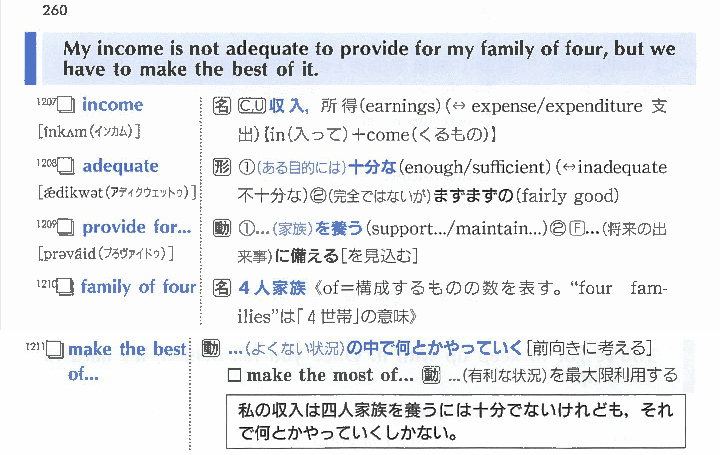 260
My income is not adequate to provide for my family of four, but we
have to make the best of it.
1207 income
[ínkʌm(インカム)]
名 C,U 収入, 所得(earnings)(⇔ expense/expenditure 支
出)【in(入って)+come(くるもの)】
1208 adequate
[ǽdikwət(アディクウェットゥ)]
形 ①(ある目的には)十分な(enough/sufficient)(⇔inadequate
不十分な)②(完全ではないが)まずまずの(fairly good)
1209 provide for...
[prəváid(プろヴァイドゥ)]
動 ①...(家族)を養う(support.../maintain...)②F...(将来の出
来事)に備える[を見込む]
1210 family of four
名 4人家族《of=構成するものの数を表す。“four fam-
ilies”は「4世帯」の意味》
1211 make the best
of...
動 ...(よくない状況)の中で何とかやっていく[前向きに考える]
□ make the most of... 動 ...(有利な状況)を最大限利用する
私の収入は四人家族を養うには十分でないけれども，それ
で何とかやっていくしかない。